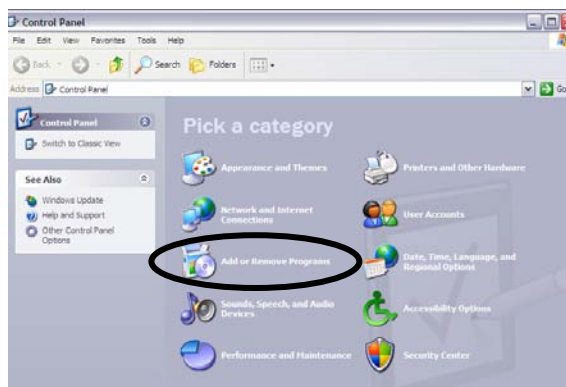 Control Panel
File Edit View Favorites Tools Help
Back Search Folders
Address Control Panel Go
Control Panel
Switch to Classic View
See Also
Windows Update
Help and Support
Other Control Panel
Options
Pick a category
Appearance and Themes
Printers and Other Hardware
Network and Internet
Connections
User Accounts
Add or Remove Programs
Date, Time, Language, and
Regional Options
Sounds, Speech, and Audio
Devices
Accessibility Options
Performance and Maintenance
Security Center